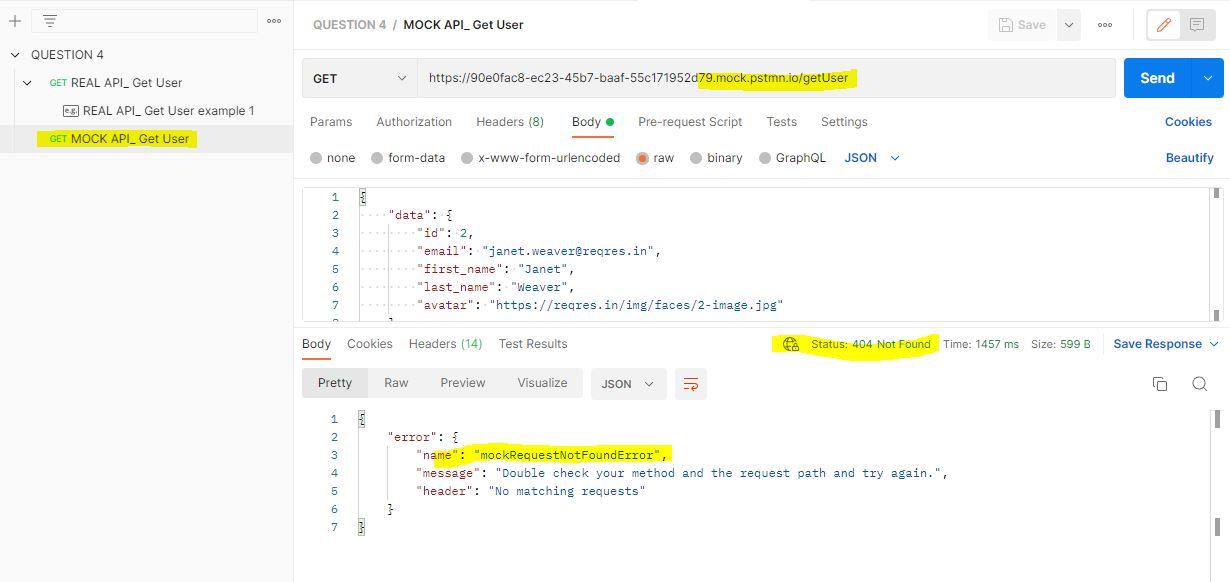 QUESTION 4
GET REAL API_ Get User
e.g. REAL API_ Get User example 1
GET MOCK API_ Get User
QUESTION 4 / MOCK API_ Get User
Save
GET
https://90e0fac8-ec23-45b7-baaf-55c171952d79.mock.pstmn.io/getUser
Send
Params Authorization Headers (8) Body Pre-request Script Tests Settings
Cookies
none form-data x-www-form-urlencoded raw binary GraphQL JSON
Beautify
1 {
2 "data": {
3 "id": 2,
4 "email": "janet.weaver@reqres.in",
5 "first_name": "Janet",
6 "last_name": "Weaver",
7 "avatar": "https://reqres.in/img/faces/2-image.jpg"
Body Cookies Headers (14) Test Results
Status: 404 Not Found Time: 1457 ms Size: 599 B Save Response
Pretty Raw Preview Visualize JSON
1 {
2 "error": {
3 "name": "mockRequestNotFoundError",
4 "message": "Double check your method and the request path and try again.",
5 "header": "No matching requests"
6 }
7 }